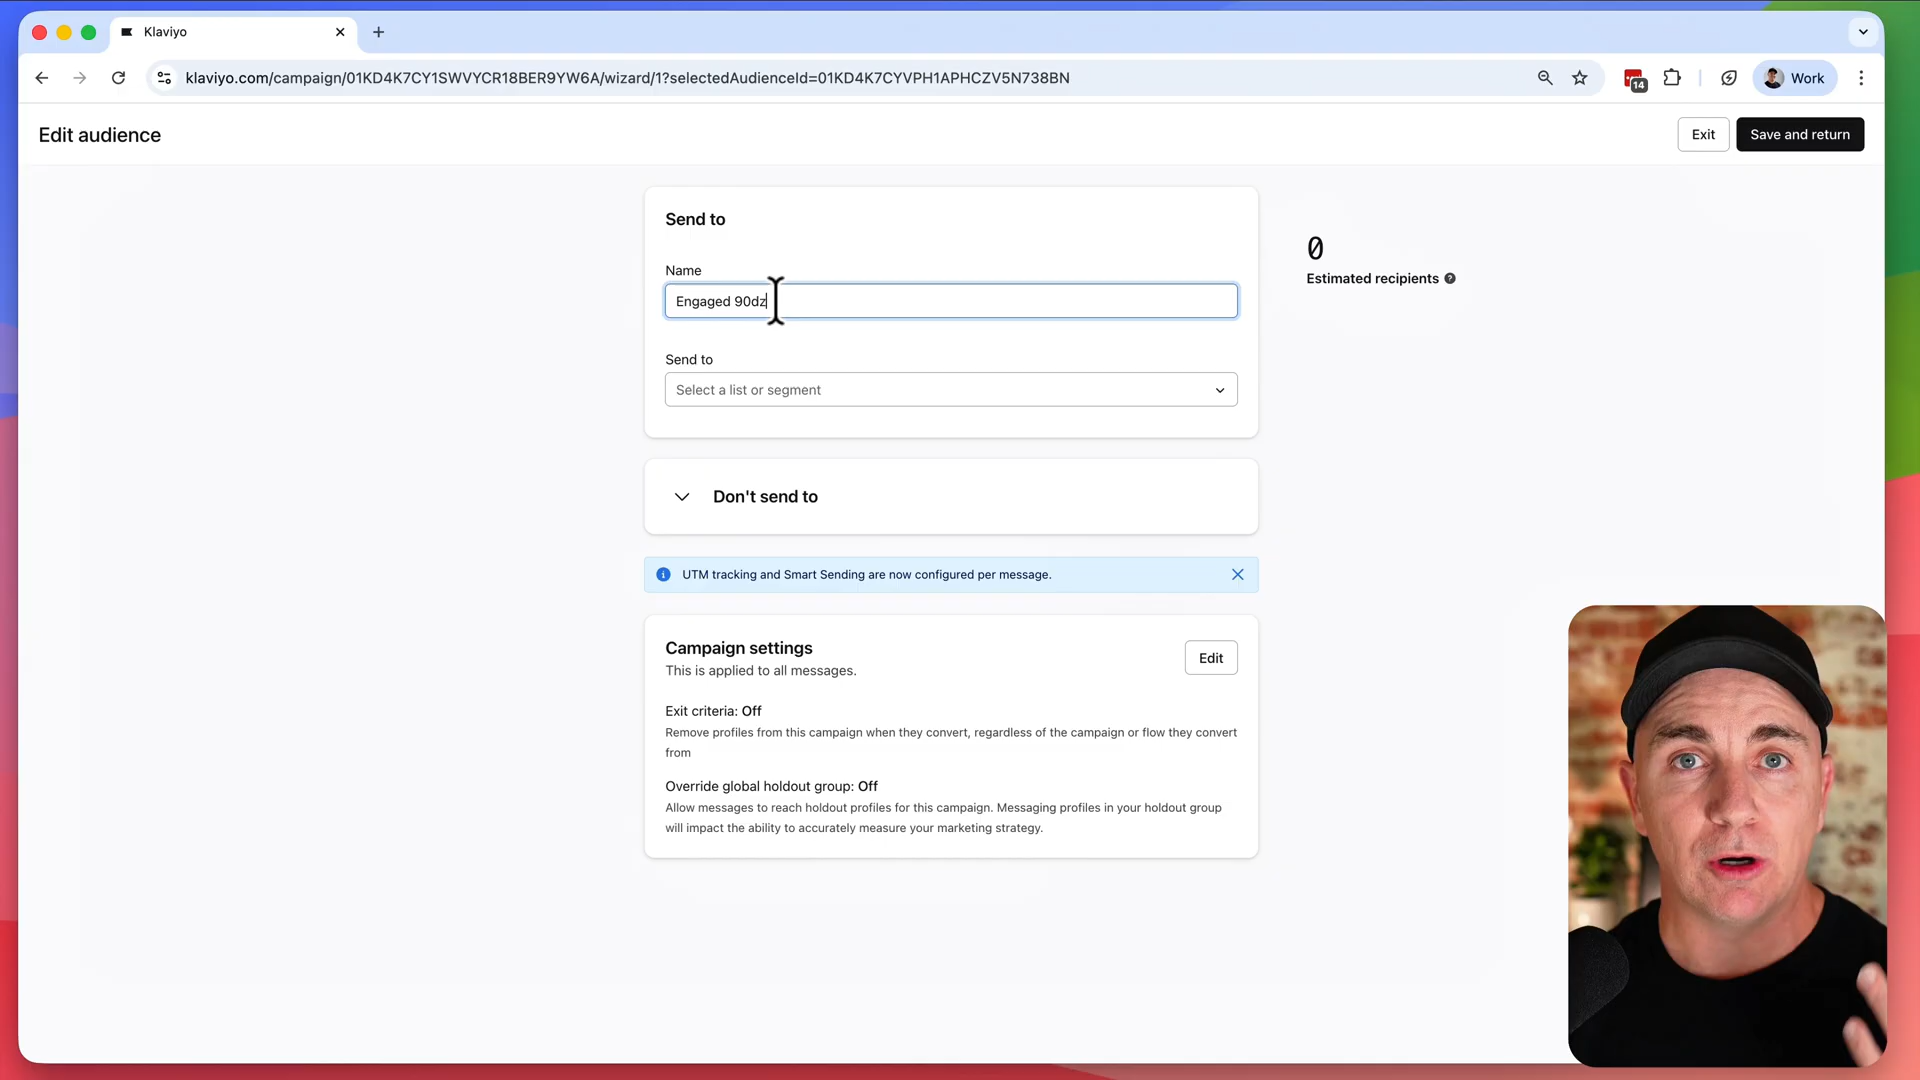 Klaviyo
klaviyo.com/campaign/01KD4K7CY1SWVYCR18BER9YW6A/wizard/1?selectedAudienceId=01KD4K7CYVPH1APHCZV5N738BN
14
Work
Edit audience
Exit
Save and return
Send to
Name
Engaged 90dz
Send to
Select a list or segment
0
Estimated recipients
Don't send to
UTM tracking and Smart Sending are now configured per message.
Campaign settings
This is applied to all messages.
Edit
Exit criteria: Off
Remove profiles from this campaign when they convert, regardless of the campaign or flow they convert
from
Override global holdout group: Off
Allow messages to reach holdout profiles for this campaign. Messaging profiles in your holdout group
will impact the ability to accurately measure your marketing strategy.